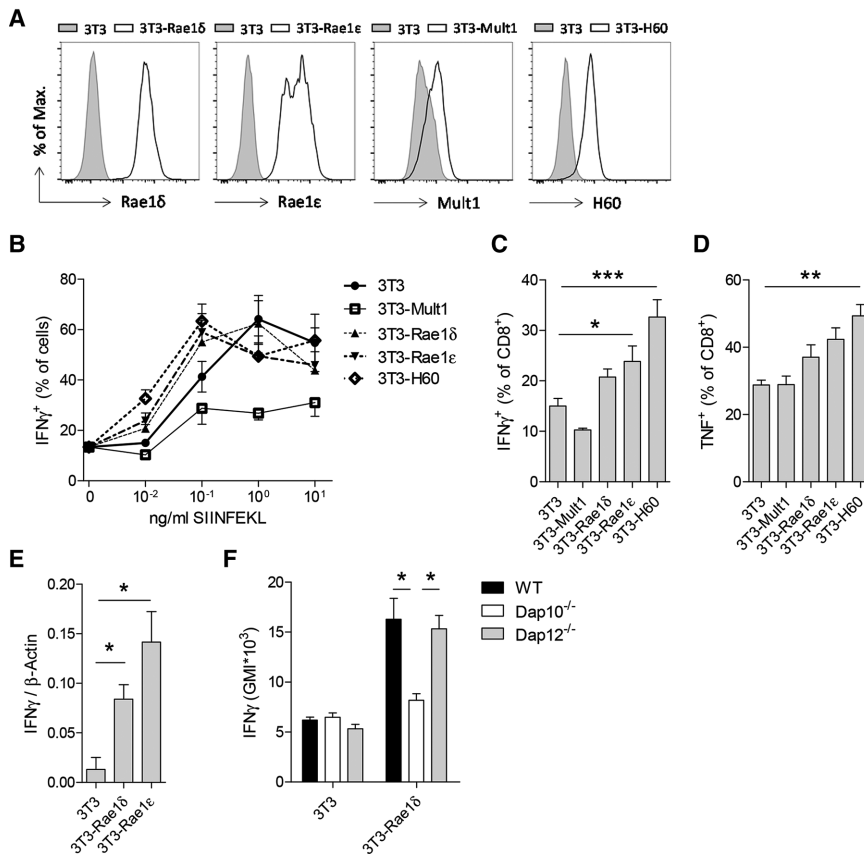 A
3T3 3T3-Rae1δ 3T3 3T3-Rae1ε 3T3 3T3-Mult1 3T3 3T3-H60
% of Max.
Rae1δ Rae1ε Mult1 H60
B
80
60
40
20
0
IFNγ⁺ (% of cells)
0 10⁻² 10⁻¹ 10⁰ 10¹
ng/ml SIINFEKL
3T3
3T3-Mult1
3T3-Rae1δ
3T3-Rae1ε
3T3-H60
C
40
30
20
10
0
IFNγ⁺ (% of CD8⁺)
***
*
3T3
3T3-Mult1
3T3-Rae1δ
3T3-Rae1ε
3T3-H60
D
60
40
20
0
TNF⁺ (% of CD8⁺)
**
3T3
3T3-Mult1
3T3-Rae1δ
3T3-Rae1ε
3T3-H60
E
0.20
0.15
0.10
0.05
0.00
IFNγ / β-Actin
*
*
3T3
3T3-Rae1δ
3T3-Rae1ε
F
20
15
10
5
0
IFNγ (GMI*10³)
* *
3T3
3T3-Rae1δ
WT
Dap10⁻/⁻
Dap12⁻/⁻